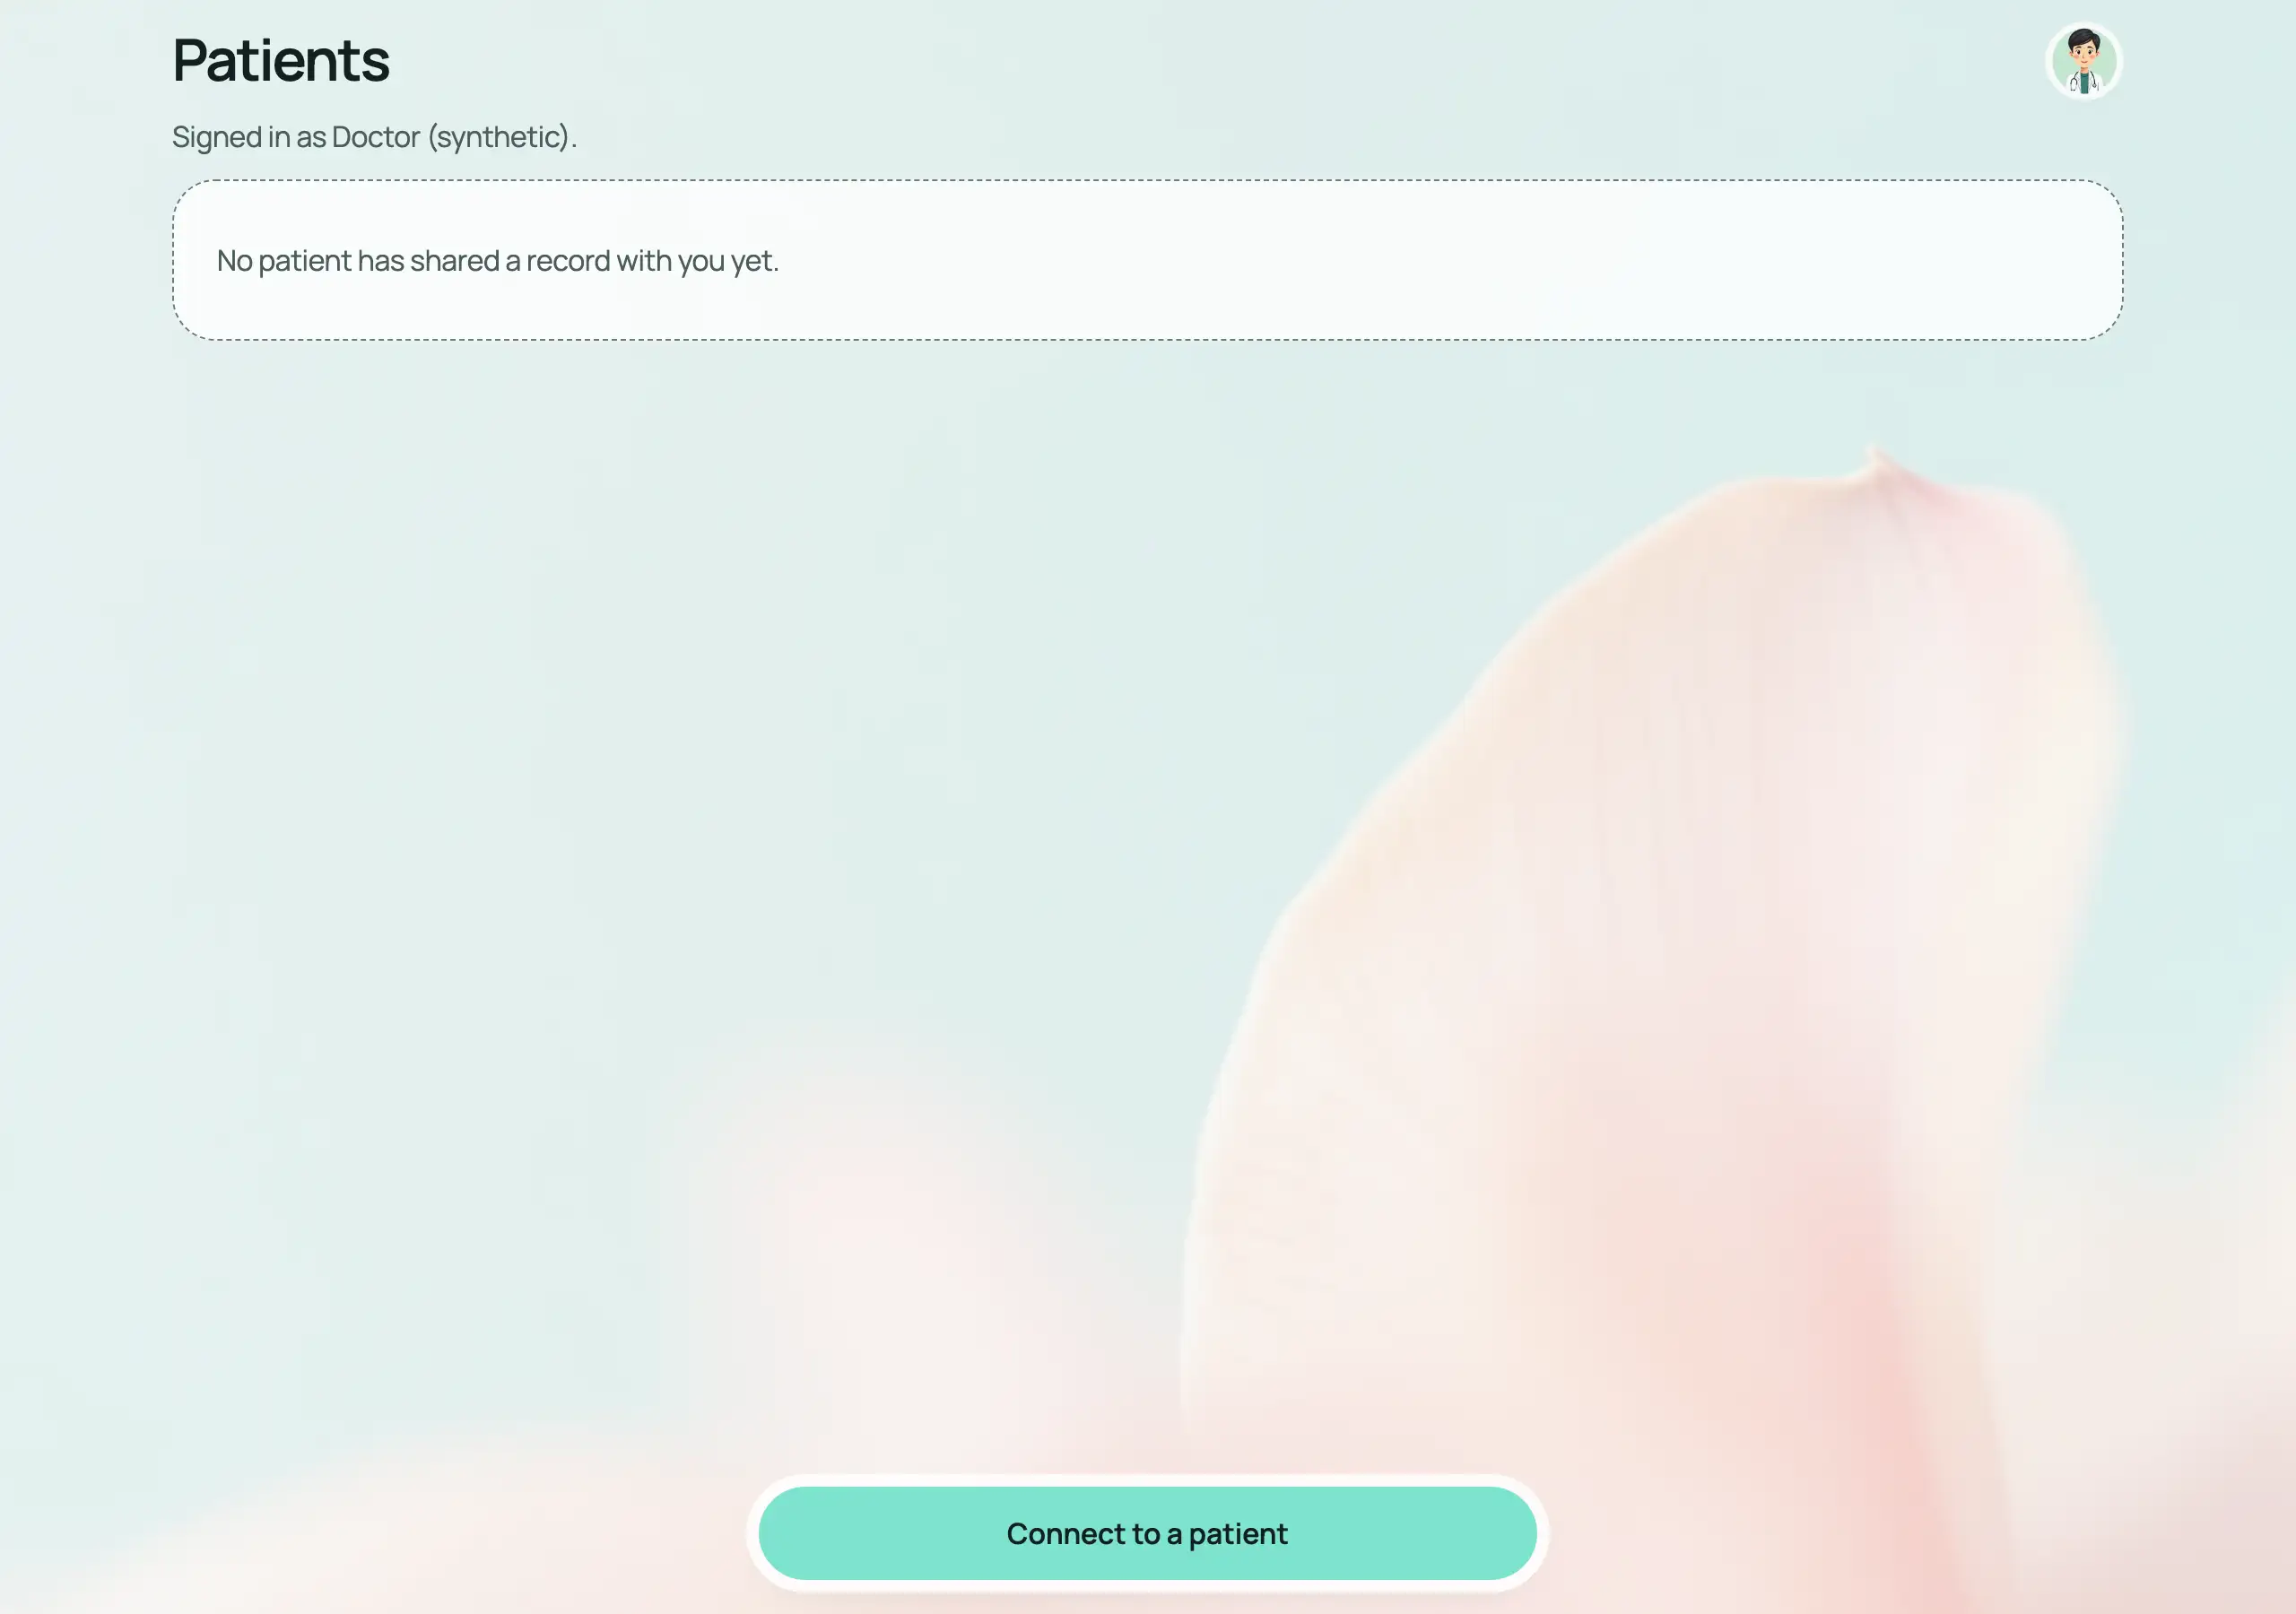 Patients
Signed in as Doctor (synthetic).
No patient has shared a record with you yet.
Connect to a patient